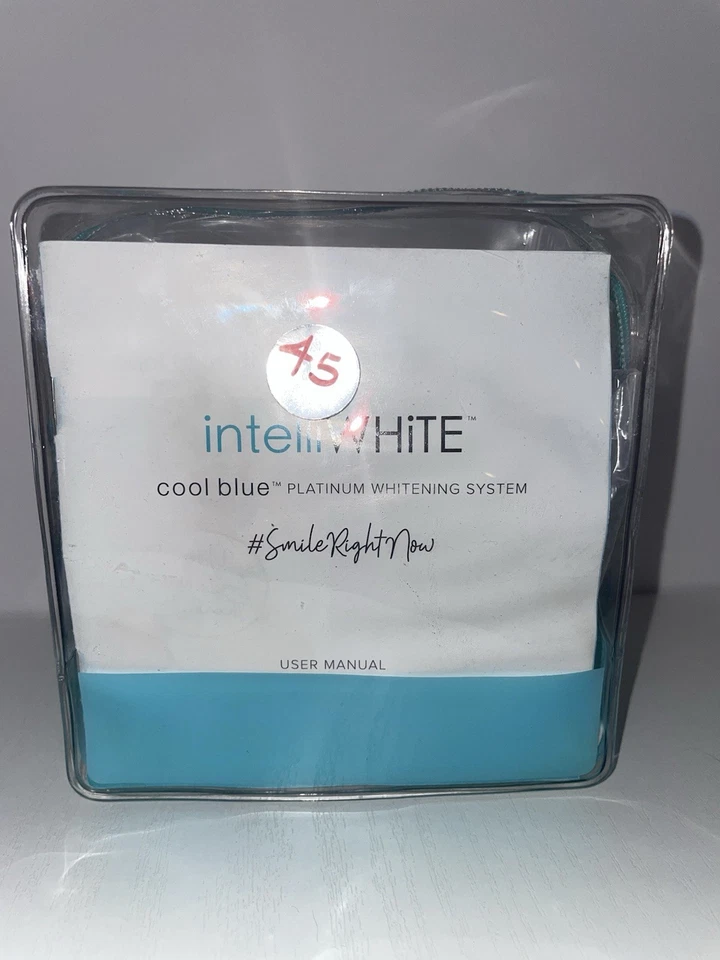 45
intelliWHiTE™
cool blue™ PLATINUM WHITENING SYSTEM
#SmileRightNow
USER MANUAL